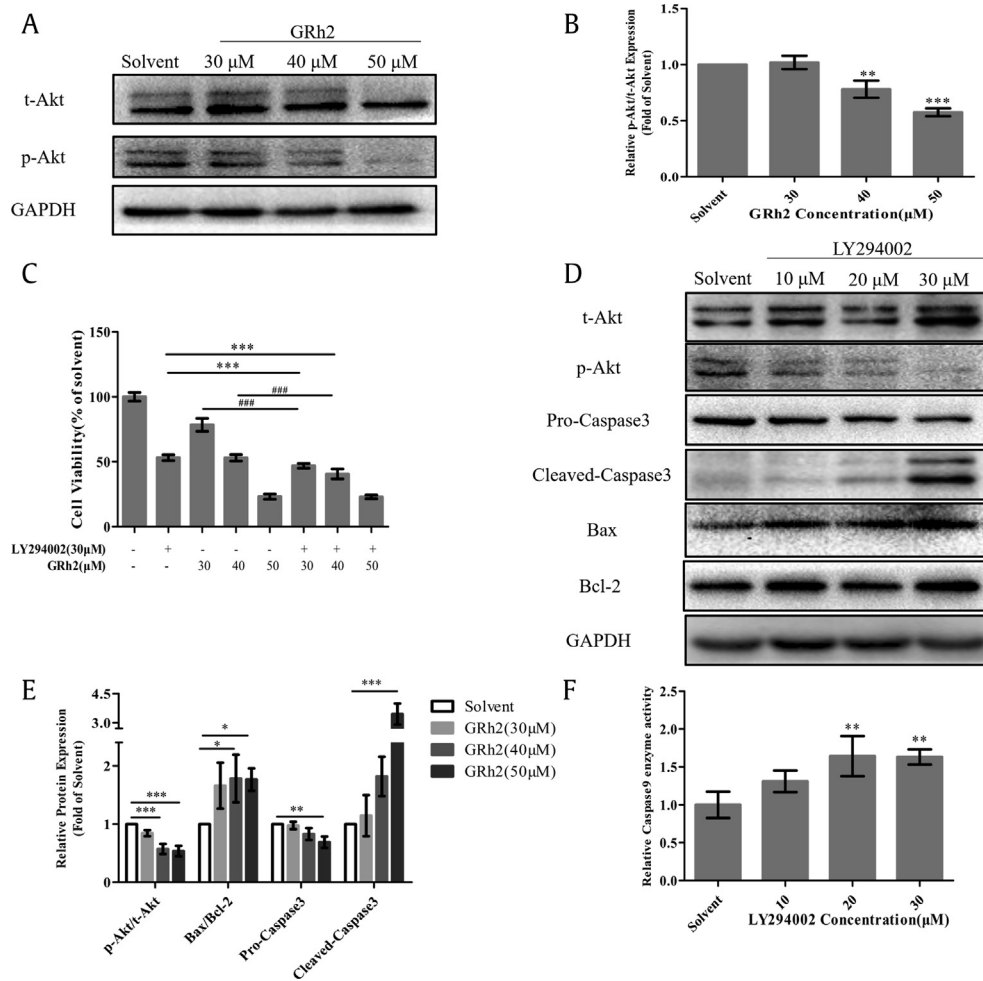 A
GRh2
Solvent 30 μM 40 μM 50 μM
t-Akt
p-Akt
GAPDH
B
Relative p-Akt/t-Akt Expression
(Fold of Solvent)
1.5
1.0
0.5
0.0
**
***
Solvent 30 40 50
GRh2 Concentration(μM)
C
Cell Viability(% of solvent)
150
100
50
0
***
***
###
###
LY294002(30μM) - + - - - + + +
GRh2(μM) - - 30 40 50 30 40 50
D
LY294002
Solvent 10 μM 20 μM 30 μM
t-Akt
p-Akt
Pro-Caspase3
Cleaved-Caspase3
Bax
Bcl-2
GAPDH
E
Relative Protein Expression
(Fold of Solvent)
4.5
3.0
2
1
0
***
***
*
*
**
***
p-Akt/t-Akt Bax/Bcl-2 Pro-Caspase3 Cleaved-Caspase3
Solvent
GRh2(30μM)
GRh2(40μM)
GRh2(50μM)
F
Relative Caspase9 enzyme activity
2.5
2.0
1.5
1.0
0.5
0.0
**
**
Solvent 10 20 30
LY294002 Concentration(μM)